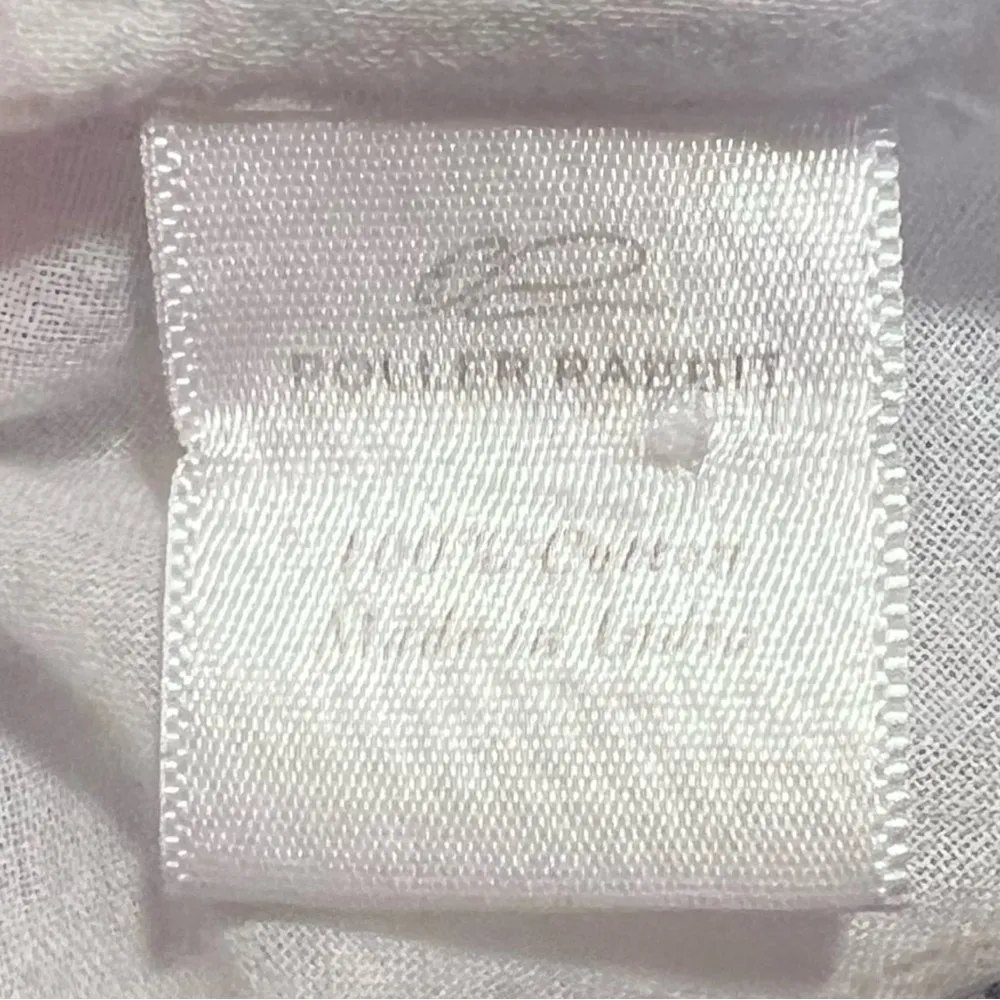 ROLLER RABBIT
100% Cotton
Made in India